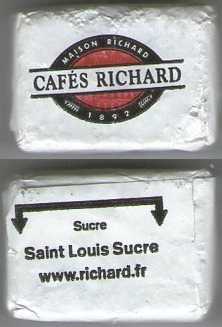 MAISON RICHARD
CAFÉS RICHARD
1892
Sucre
Saint Louis Sucre
www.richard.fr